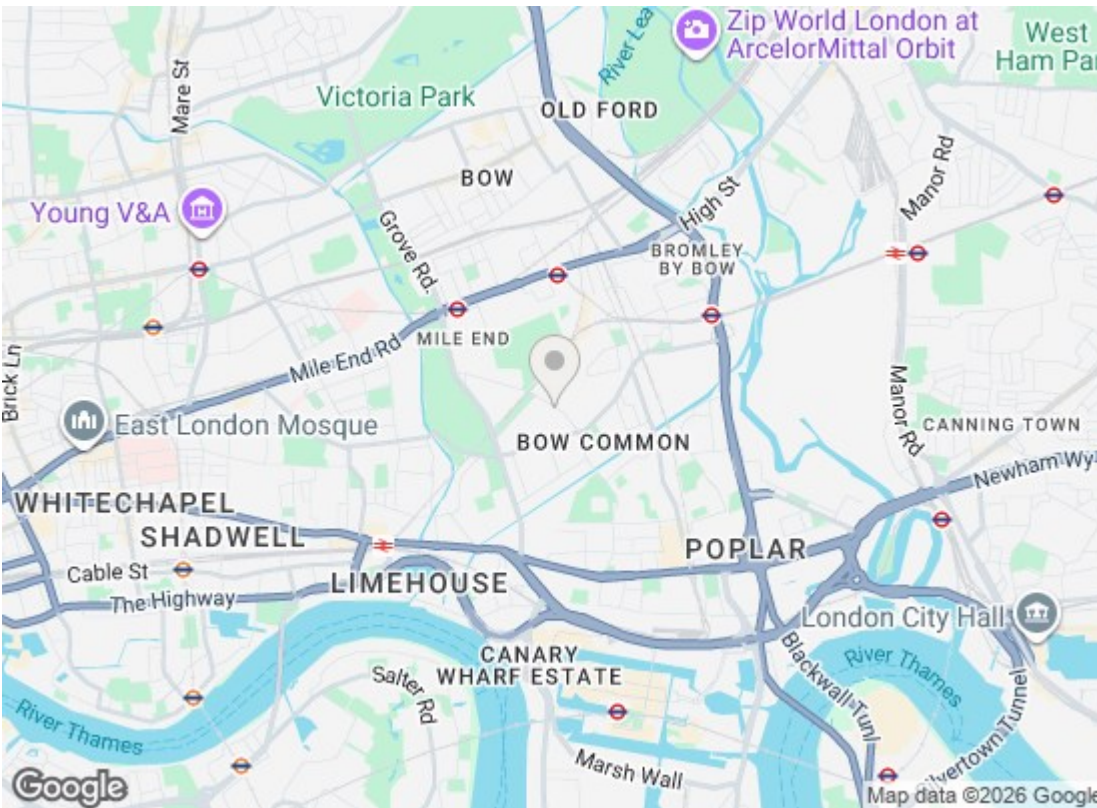 Zip World London at
ArcelorMittal Orbit
West
Ham Par
River Lea
Mare St
Victoria Park
OLD FORD
Manor Rd
BOW
High St
Young V&A
Grove Rd.
BROMLEY
BY BOW
MILE END
Mile End Rd
Brick Ln
Manor Rd
East London Mosque
CANNING TOWN
BOW COMMON
Newham Wy
WHITECHAPEL
SHADWELL
POPLAR
Cable St
LIMEHOUSE
The Highway
London City Hall
CANARY
WHARF ESTATE
Blackwall Tunl
River Thames
Salter Rd
River Thames
Silvertown Tunnel
Marsh Wall
Google
Map data ©2026 Google